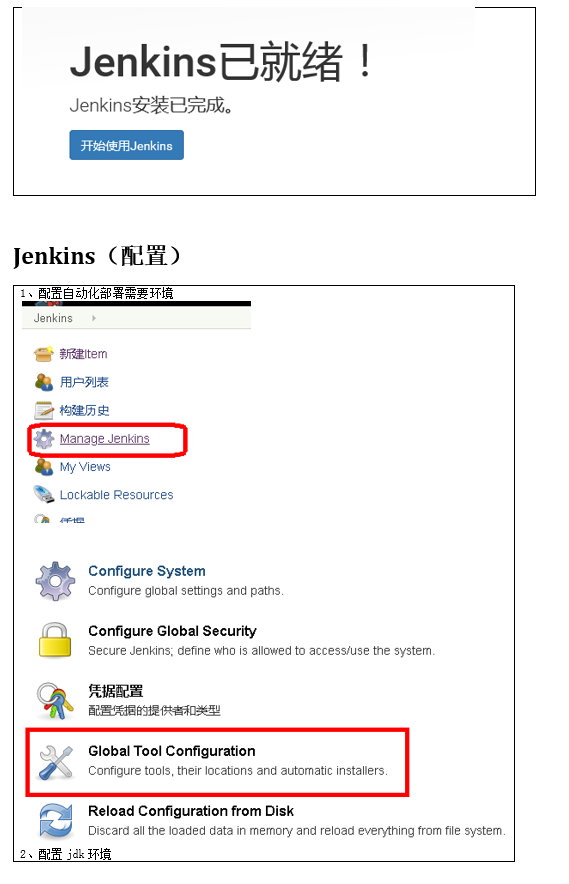 Jenkins已就绪！
Jenkins安装已完成。
开始使用Jenkins
Jenkins（配置）
1、配置自动化部署需要环境
Jenkins
新建Item
用户列表
构建历史
Manage Jenkins
My Views
Lockable Resources
凭据
Configure System
Configure global settings and paths.
Configure Global Security
Secure Jenkins; define who is allowed to access/use the system.
凭据配置
配置凭据的提供者和类型
Global Tool Configuration
Configure tools, their locations and automatic installers.
Reload Configuration from Disk
Discard all the loaded data in memory and reload everything from file system.
2、配置 jdk 环境